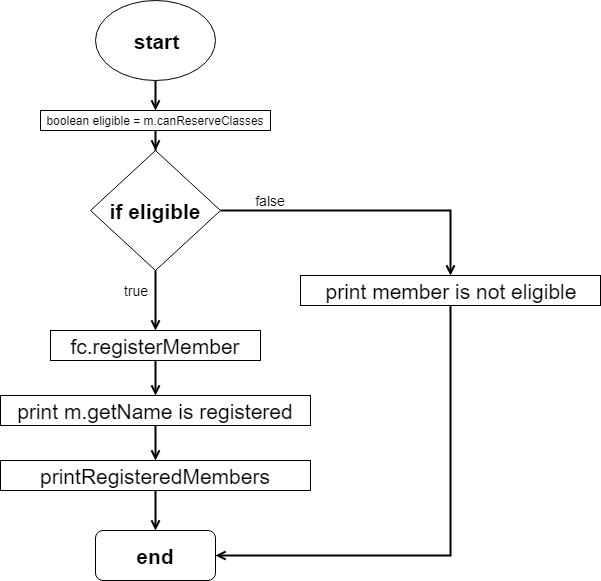 start
boolean eligible = m.canReserveClasses
if eligible
false
true
print member is not eligible
fc.registerMember
print m.getName is registered
printRegisteredMembers
end